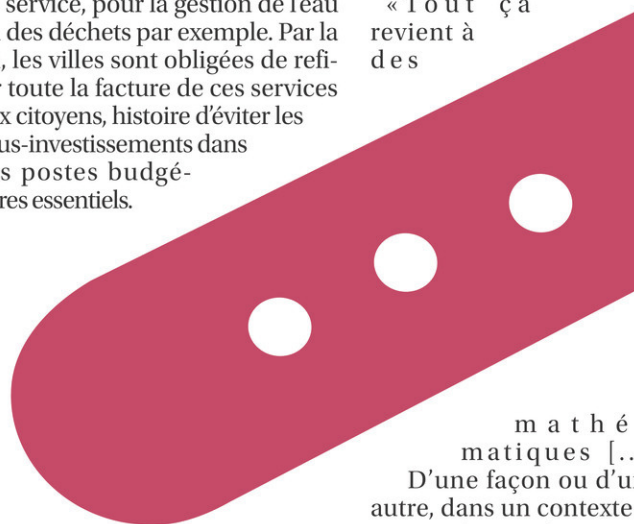 service, pour la gestion de l'eau
des déchets par exemple. Par la
, les villes sont obligées de refi-
toute la facture de ces services
x citoyens, histoire d'éviter les
us-investissements dans
s postes budgé-
res essentiels.
« Tout ça
revient à
des
mathé
matiques [..
D'une façon ou d'u
autre, dans un contexte